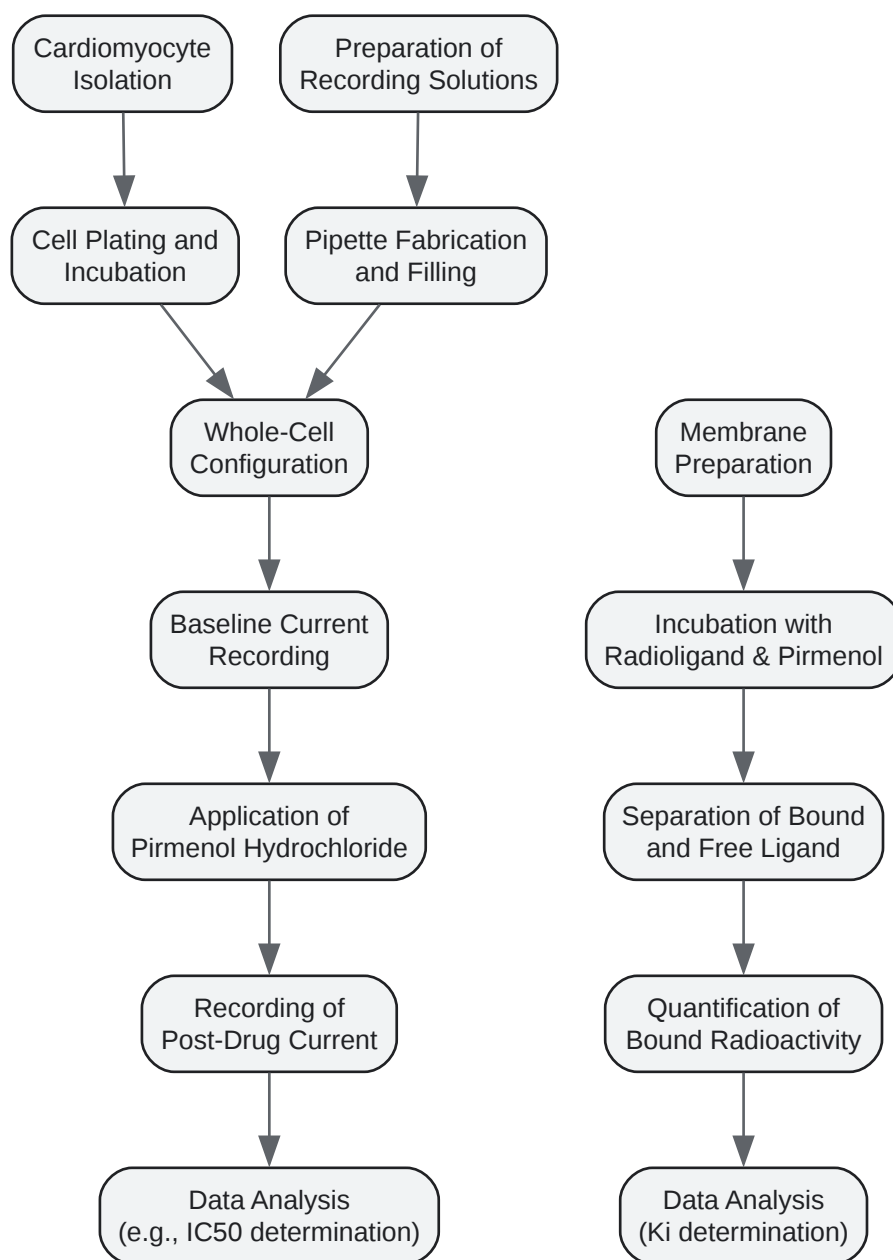 Cardiomyocyte
Isolation
Preparation of
Recording Solutions
Cell Plating and
Incubation
Pipette Fabrication
and Filling
Whole-Cell
Configuration
Membrane
Preparation
Baseline Current
Recording
Incubation with
Radioligand & Pirmenol
Application of
Pirmenol Hydrochloride
Separation of Bound
and Free Ligand
Recording of
Post-Drug Current
Quantification of
Bound Radioactivity
Data Analysis
(e.g., IC50 determination)
Data Analysis
(Ki determination)